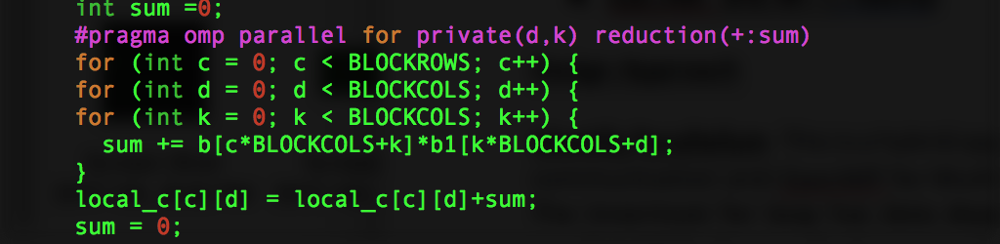 int sum =0;
#pragma omp parallel for private(d,k) reduction(+:sum)
for (int c = 0; c < BLOCKROWS; c++) {
for (int d = 0; d < BLOCKCOLS; d++) {
for (int k = 0; k < BLOCKCOLS; k++) {
sum += b[c*BLOCKCOLS+k]*b1[k*BLOCKCOLS+d];
}
local_c[c][d] = local_c[c][d]+sum;
sum = 0;